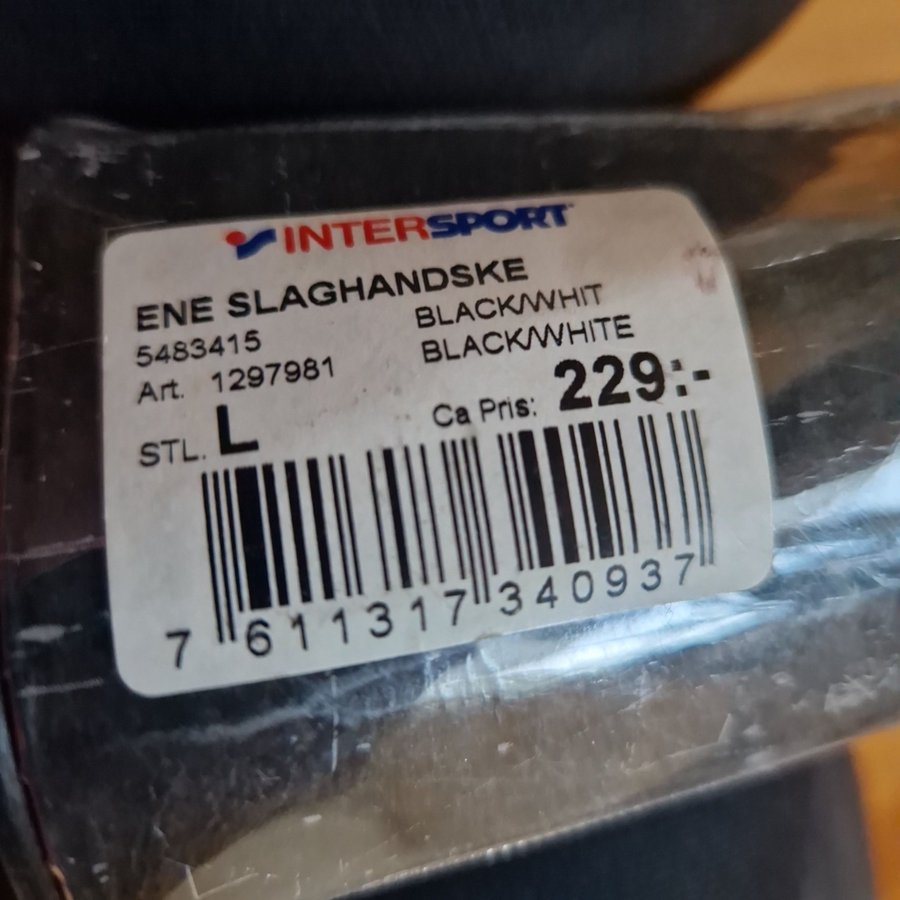 INTERSPORT
ENE SLAGHANDSKE
5483415 BLACK/WHIT
Art. 1297981 BLACK/WHITE
STL. L Ca Pris: 229:-
7 611317 340937